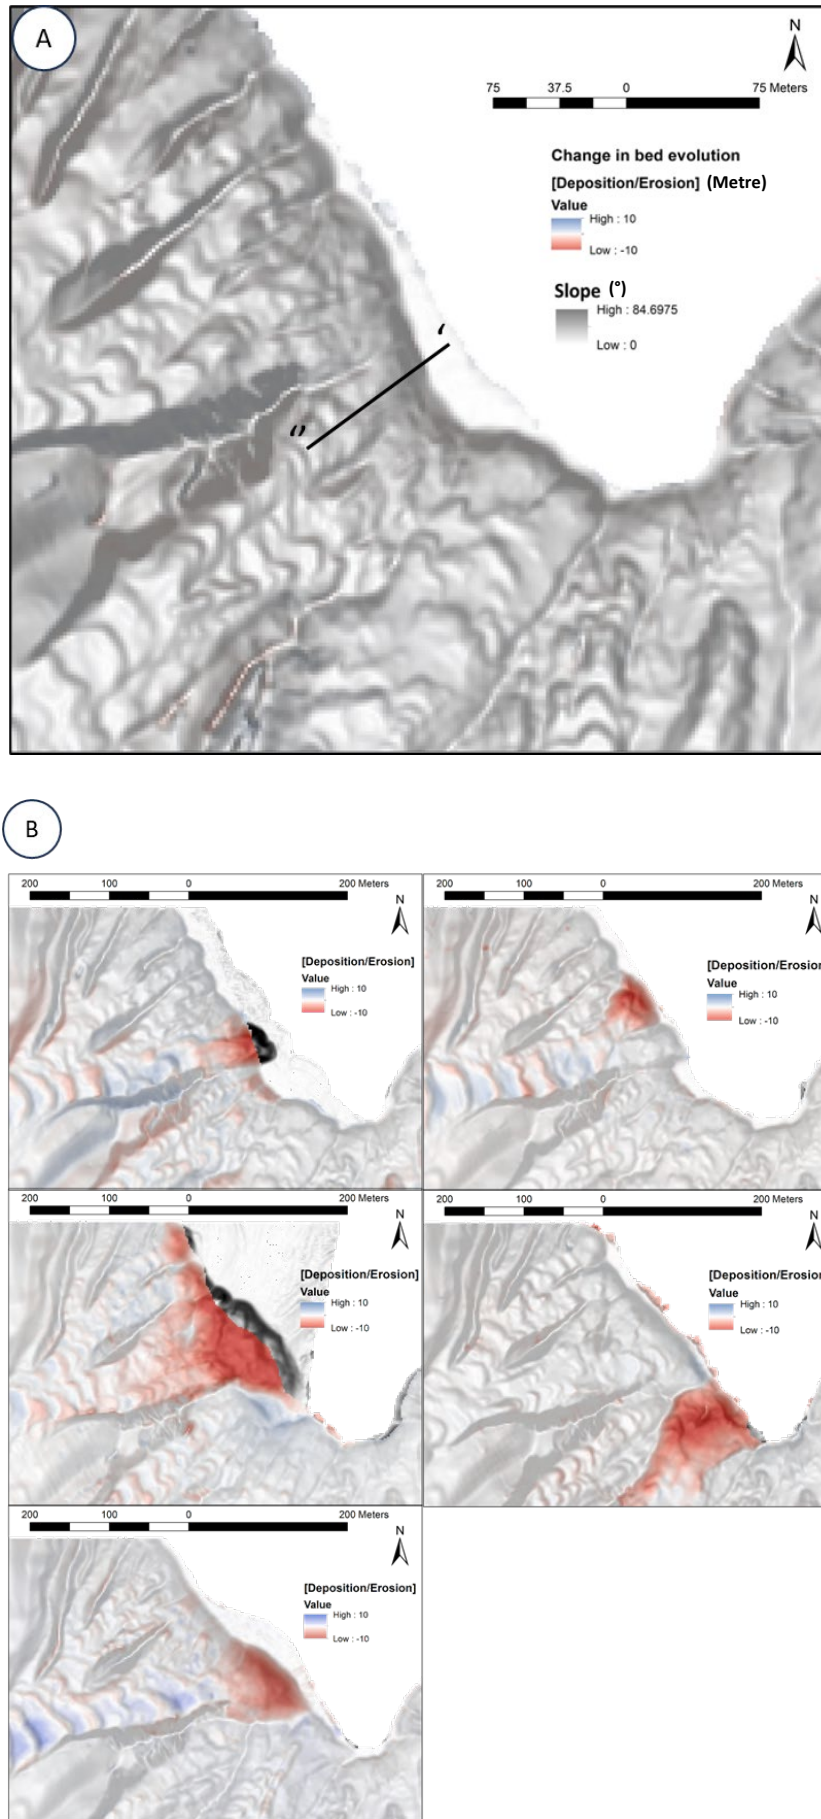 A
N
75 37.5 0 75 Meters
Change in bed evolution
[Deposition/Erosion] (Metre)
Value
High : 10
Low : -10
Slope (°)
High : 84.6975
Low : 0
‘
‘’
B
200 100 0 200 Meters
N
[Deposition/Erosion]
Value
High : 10
Low : -10
200 100 0 200 Meters
N
[Deposition/Erosion
Value
High : 10
Low : -10
200 100 0 200 Meters
N
[Deposition/Erosion]
Value
High : 10
Low : -10
200 100 0 200 Meters
N
[Deposition/Erosion
Value
High : 10
Low : -10
200 100 0 200 Meters
N
[Deposition/Erosion]
Value
High : 10
Low : -10